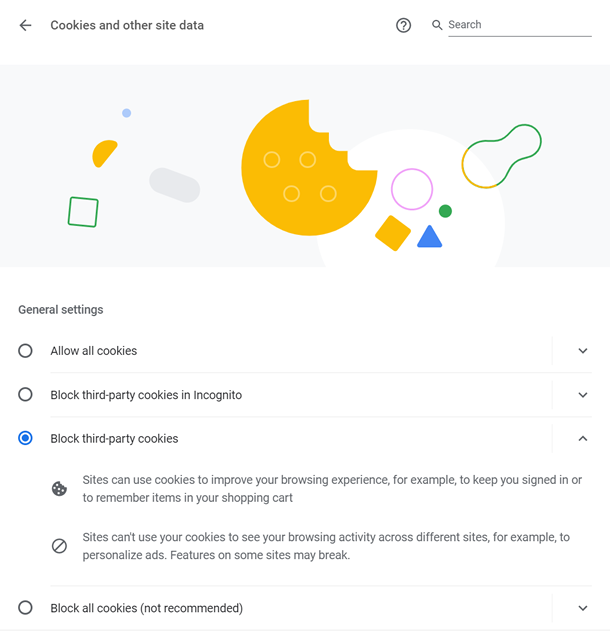 Cookies and other site data
Search
General settings
Allow all cookies
Block third-party cookies in Incognito
Block third-party cookies
Sites can use cookies to improve your browsing experience, for example, to keep you signed in or
to remember items in your shopping cart
Sites can't use your cookies to see your browsing activity across different sites, for example, to
personalize ads. Features on some sites may break.
Block all cookies (not recommended)